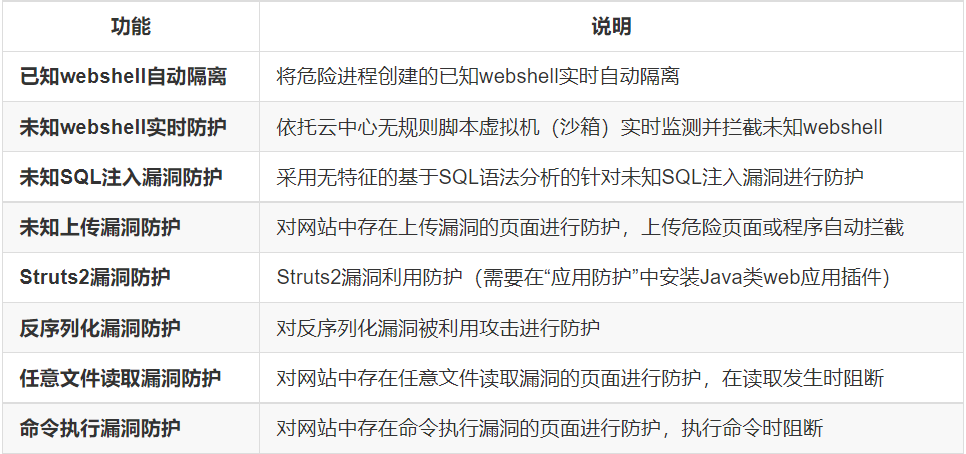 功能 说明
已知webshell自动隔离 将危险进程创建的已知webshell实时自动隔离
未知webshell实时防护 依托云中心无规则脚本虚拟机（沙箱）实时监测并拦截未知webshell
未知SQL注入漏洞防护 采用无特征的基于SQL语法分析的针对未知SQL注入漏洞进行防护
未知上传漏洞防护 对网站中存在上传漏洞的页面进行防护，上传危险页面或程序自动拦截
Struts2漏洞防护 Struts2漏洞利用防护（需要在“应用防护”中安装Java类web应用插件）
反序列化漏洞防护 对反序列化漏洞被利用攻击进行防护
任意文件读取漏洞防护 对网站中存在任意文件读取漏洞的页面进行防护，在读取发生时阻断
命令执行漏洞防护 对网站中存在命令执行漏洞的页面进行防护，执行命令时阻断